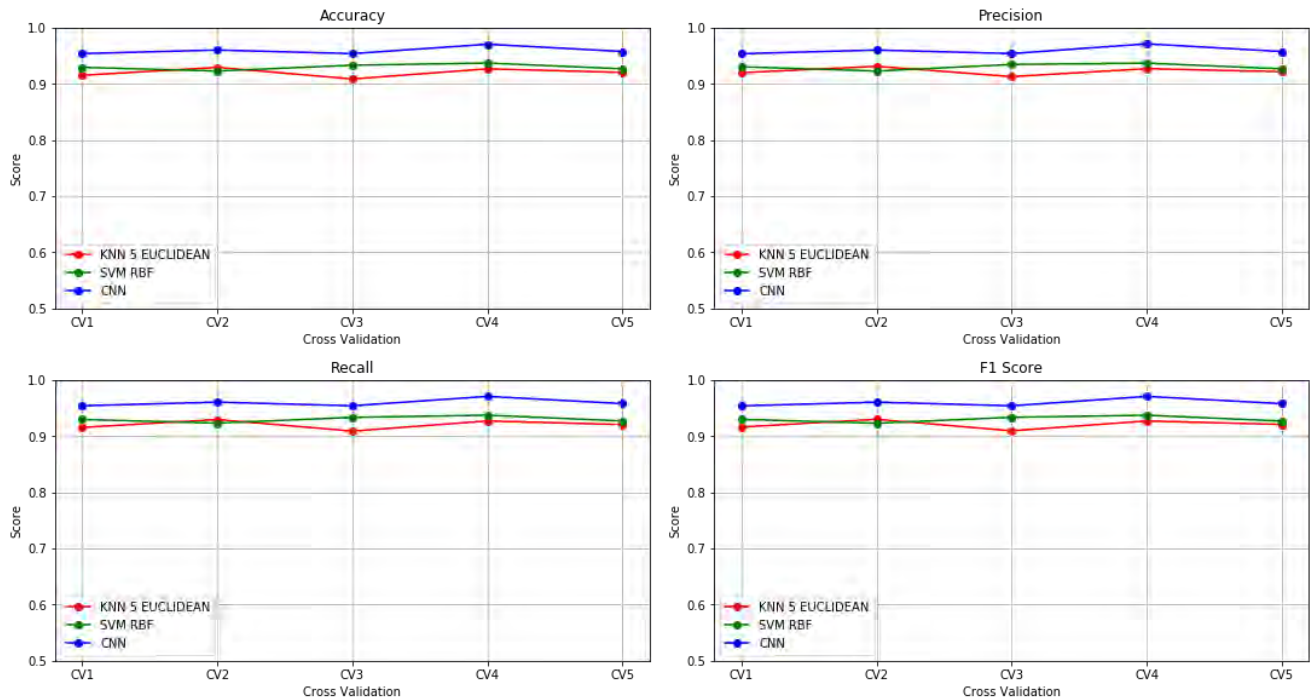 Accuracy
1.0
0.9
0.8
0.7
0.6
0.5
Score
KNN 5 EUCLIDEAN
SVM RBF
CNN
CV1 CV2 CV3 CV4 CV5
Cross Validation
Precision
1.0
0.9
0.8
0.7
0.6
0.5
Score
KNN 5 EUCLIDEAN
SVM RBF
CNN
CV1 CV2 CV3 CV4 CV5
Cross Validation
Recall
1.0
0.9
0.8
0.7
0.6
0.5
Score
KNN 5 EUCLIDEAN
SVM RBF
CNN
CV1 CV2 CV3 CV4 CV5
Cross Validation
F1 Score
1.0
0.9
0.8
0.7
0.6
0.5
Score
KNN 5 EUCLIDEAN
SVM RBF
CNN
CV1 CV2 CV3 CV4 CV5
Cross Validation